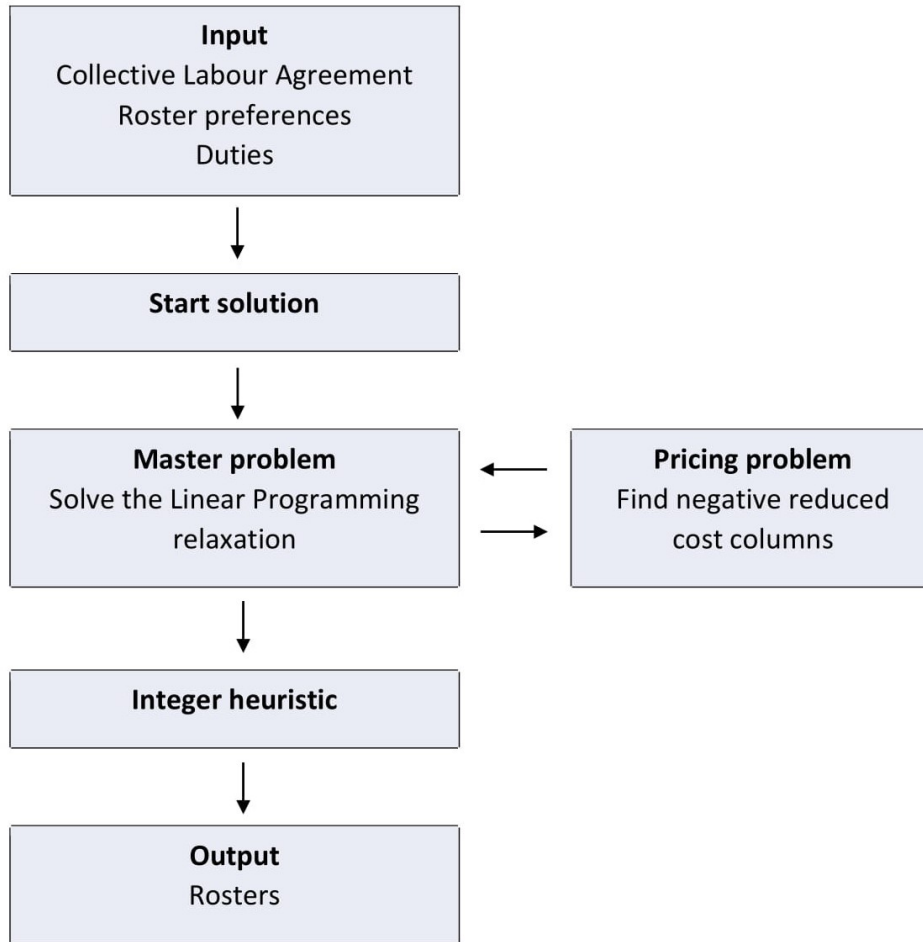 Input
Collective Labour Agreement
Roster preferences
Duties
Start solution
Master problem
Solve the Linear Programming
relaxation
Pricing problem
Find negative reduced
cost columns
Integer heuristic
Output
Rosters